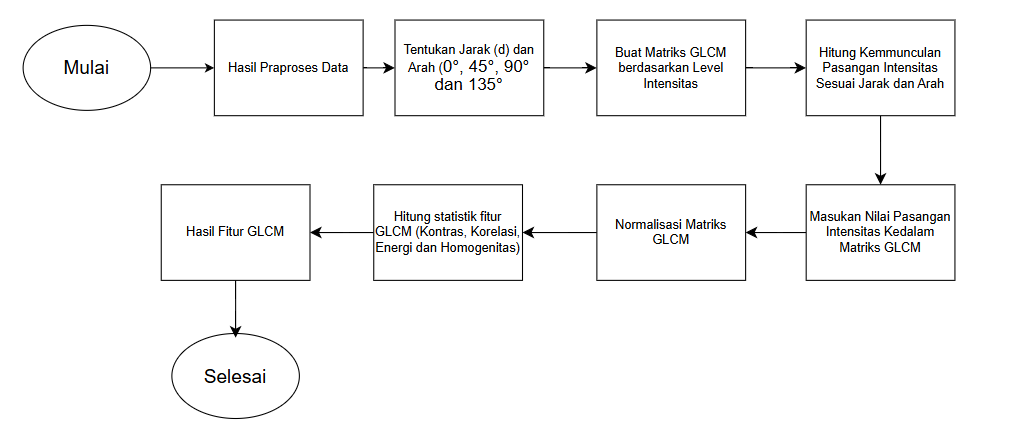 Mulai
Hasil Praproses Data
Tentukan Jarak (d) dan
Arah (0°, 45°, 90°
dan 135°
Buat Matriks GLCM
berdasarkan Level
Intensitas
Hitung Kemmunculan
Pasangan Intensitas
Sesuai Jarak dan Arah
Masukan Nilai Pasangan
Intensitas Kedalam
Matriks GLCM
Normalisasi Matriks
GLCM
Hitung statistik fitur
GLCM (Kontras, Korelasi,
Energi dan Homogenitas)
Hasil Fitur GLCM
Selesai